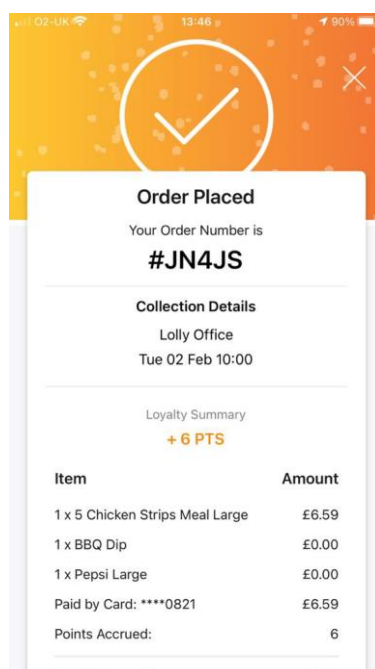 O2-UK 13:46 90%
Order Placed
Your Order Number is
#JN4JS
Collection Details
Lolly Office
Tue 02 Feb 10:00
Loyalty Summary
+ 6 PTS
Item Amount
1 x 5 Chicken Strips Meal Large £6.59
1 x BBQ Dip £0.00
1 x Pepsi Large £0.00
Paid by Card: ****0821 £6.59
Points Accrued: 6